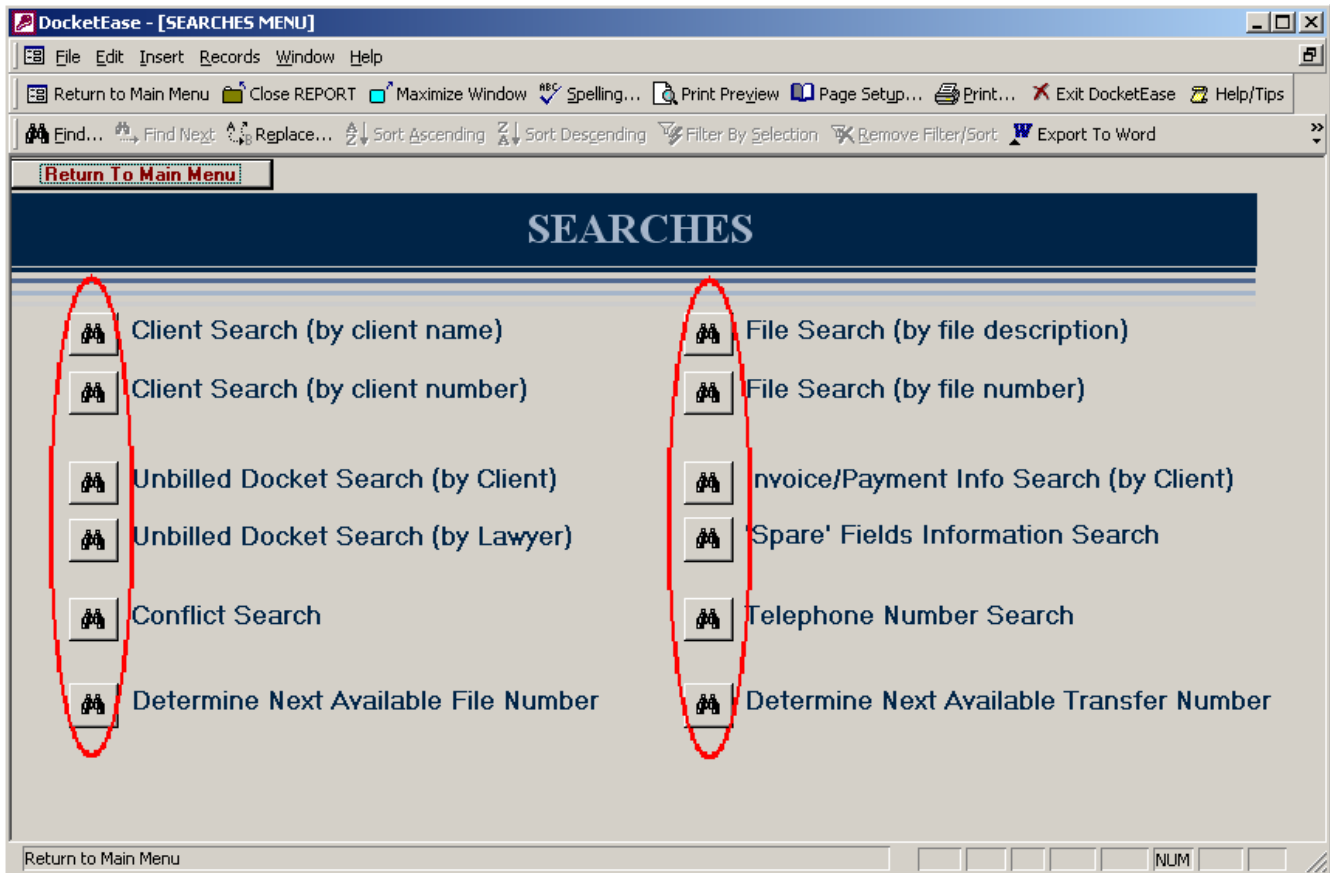 DocketEase - [SEARCHES MENU]
File Edit Insert Records Window Help
Return to Main Menu Close REPORT Maximize Window ABC Spelling... Print Preview Page Setup... Print... Exit DocketEase Help/Tips
Find... Find Next Replace... Sort Ascending Sort Descending Filter By Selection Remove Filter/Sort Export To Word
Return To Main Menu
SEARCHES
Client Search (by client name) File Search (by file description)
Client Search (by client number) File Search (by file number)
Unbilled Docket Search (by Client) nvoice/Payment Info Search (by Client)
Unbilled Docket Search (by Lawyer) 'Spare' Fields Information Search
Conflict Search Telephone Number Search
Determine Next Available File Number Determine Next Available Transfer Number
Return to Main Menu NUM